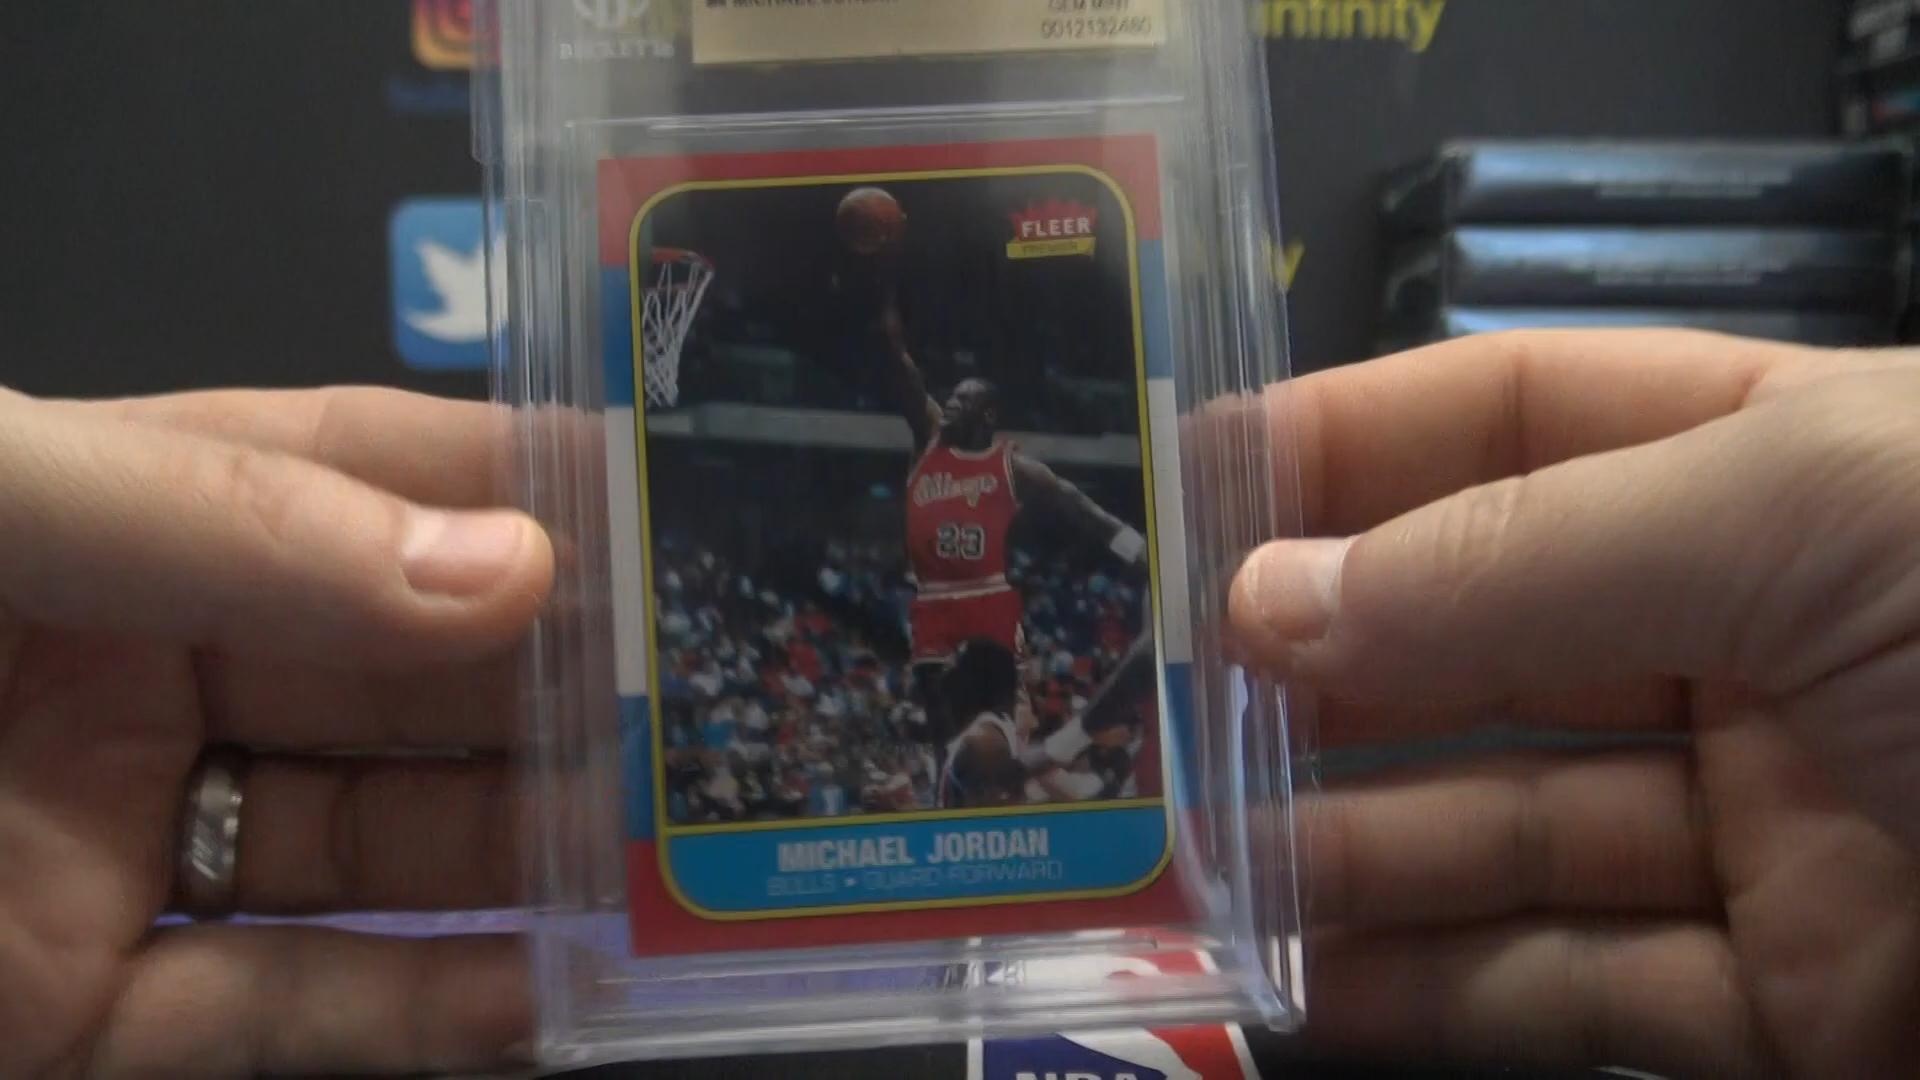 MICHAEL JORDAN
GEM MINT
0012132480
BECKETT
infinity
FLEER
PREMIER
Chicago
23
MICHAEL JORDAN
BULLS • GUARD-FORWARD
NBA